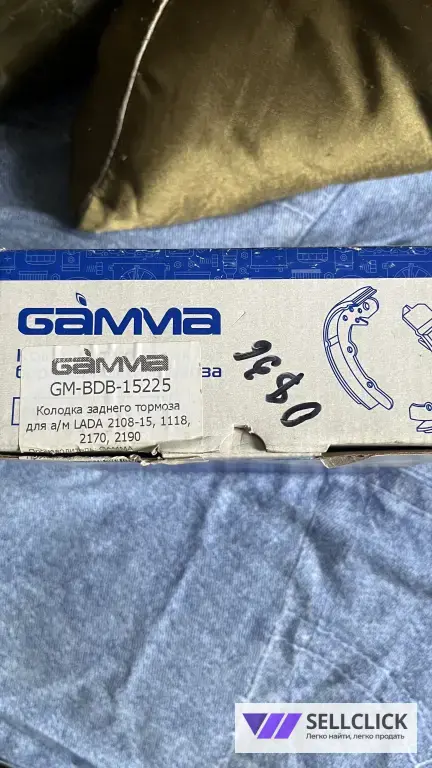 GAMMA
GAMMA
GM-BDB-15225
Колодка заднего тормоза
для а/м LADA 2108-15, 1118,
2170, 2190
SELLCLICK
Легко найти, легко продать